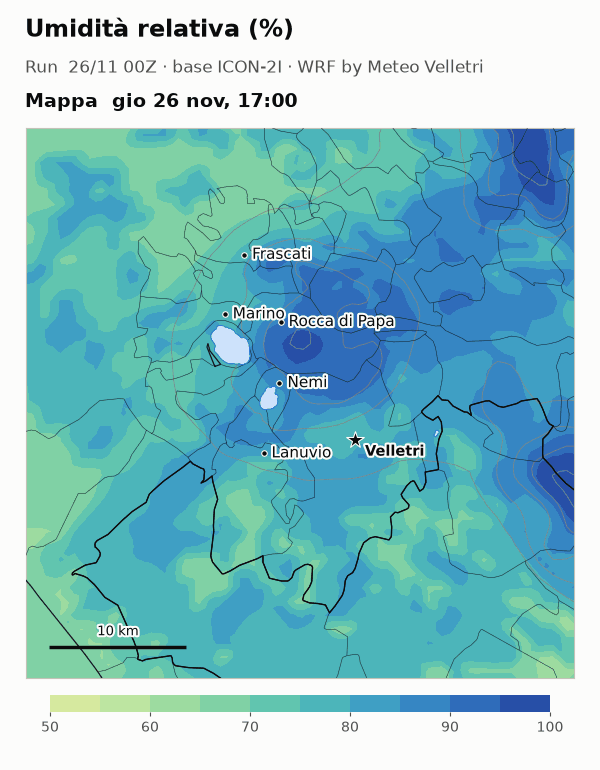 Umidità relativa (%)
Run  26/11 00Z · base ICON-2I · WRF by Meteo Velletri
Mappa  gio 26 nov, 17:00
Frascati
Marino
Rocca di Papa
Nemi
Velletri
Lanuvio
10 km
50 60 70 80 90 100